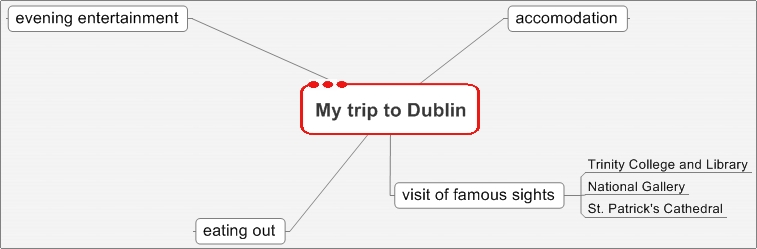 evening entertainment
accomodation
My trip to Dublin
Trinity College and Library
National Gallery
visit of famous sights
St. Patrick's Cathedral
eating out